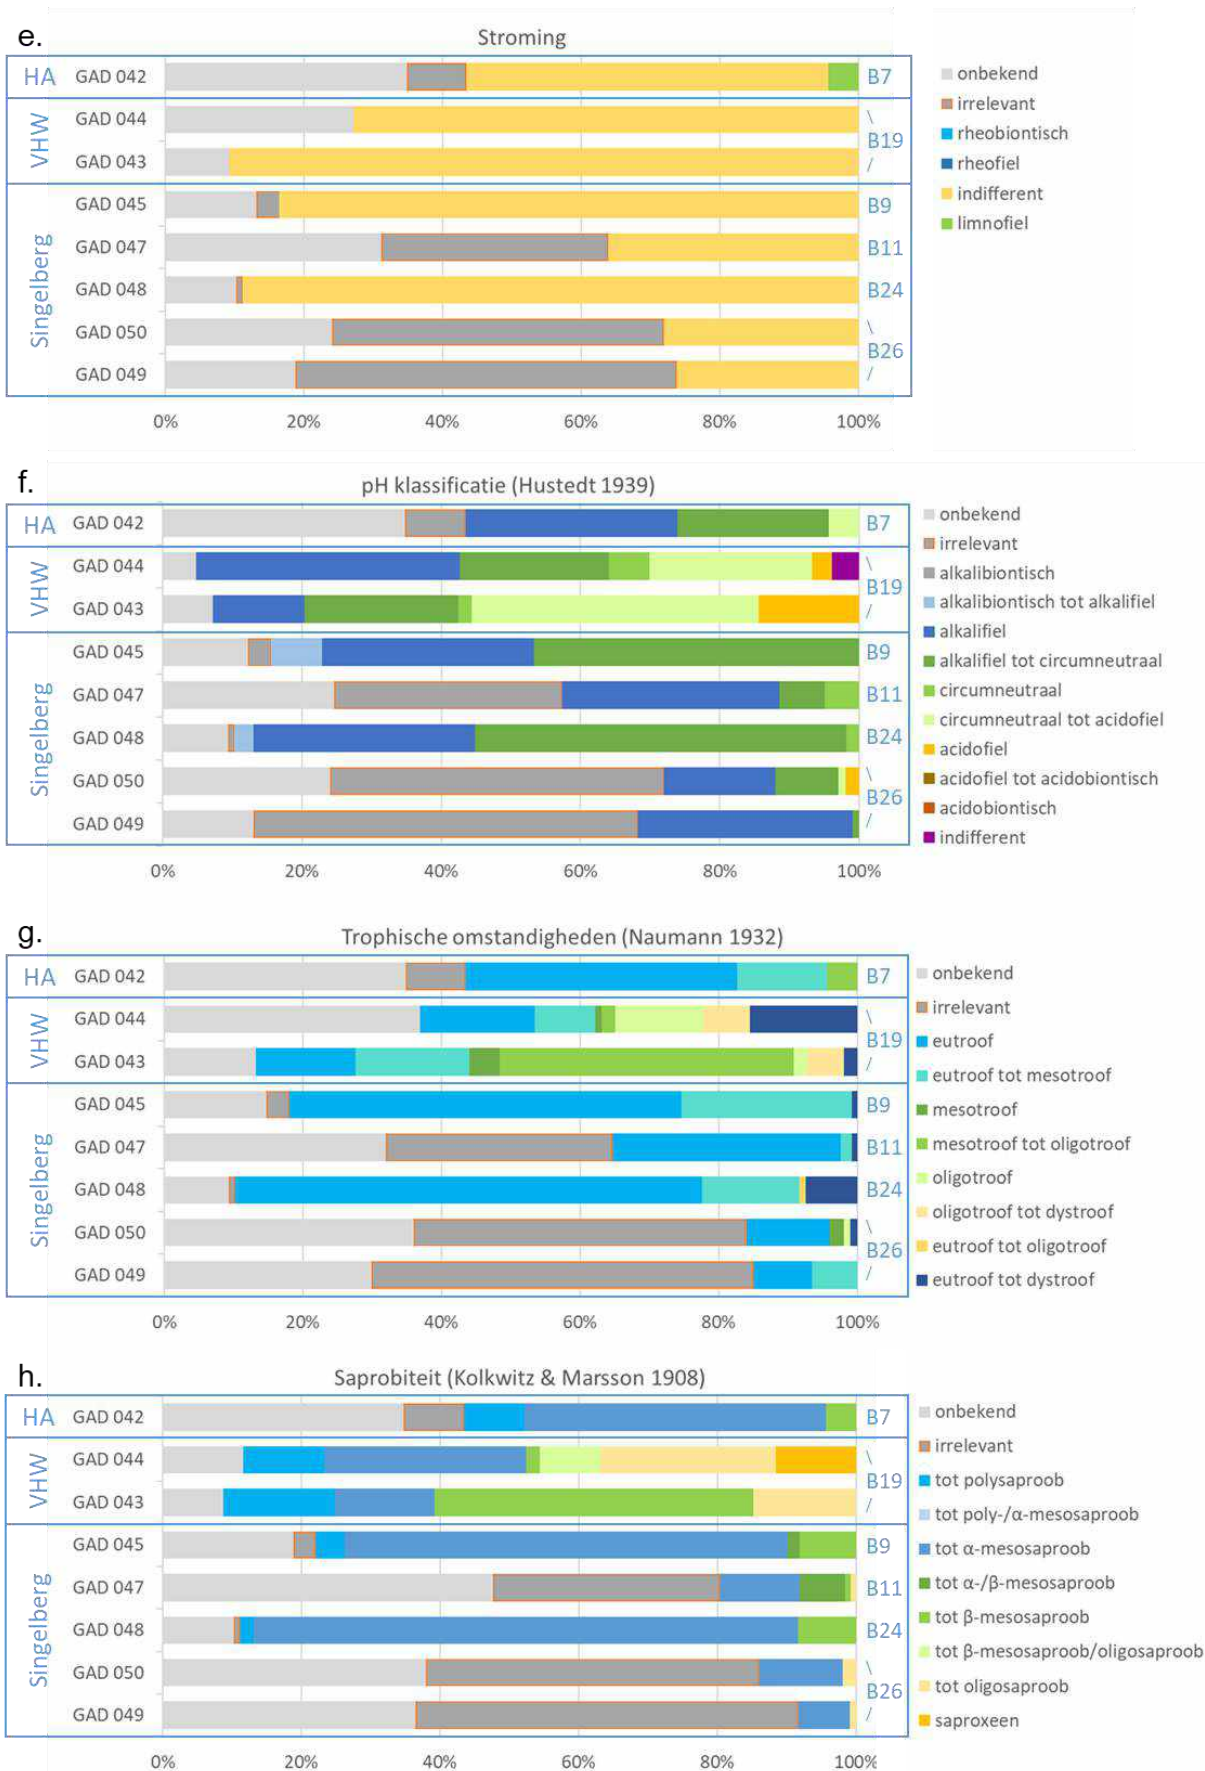 e.
Stroming
HA GAD 042 B7
VHW
GAD 044 \
B19
GAD 043 /
Singelberg
GAD 045 B9
GAD 047 B11
GAD 048 B24
GAD 050 \
B26
GAD 049 /
0% 20% 40% 60% 80% 100%
onbekend
irrelevant
rheobiontisch
rheofiel
indifferent
limnofiel
f.
pH klassificatie (Hustedt 1939)
HA GAD 042 B7
VHW
GAD 044 \
B19
GAD 043 /
Singelberg
GAD 045 B9
GAD 047 B11
GAD 048 B24
GAD 050 \
B26
GAD 049 /
0% 20% 40% 60% 80% 100%
onbekend
irrelevant
alkalibiontisch
alkalibiontisch tot alkalifiel
alkalifiel
alkalifiel tot circumneutraal
circumneutraal
circumneutraal tot acidofiel
acidofiel
acidofiel tot acidobiontisch
acidobiontisch
indifferent
g.
Trophische omstandigheden (Naumann 1932)
HA GAD 042 B7
VHW
GAD 044 \
B19
GAD 043 /
Singelberg
GAD 045 B9
GAD 047 B11
GAD 048 B24
GAD 050 \
B26
GAD 049 /
0% 20% 40% 60% 80% 100%
onbekend
irrelevant
eutroof
eutroof tot mesotroof
mesotroof
mesotroof tot oligotroof
oligotroof
oligotroof tot dystroof
eutroof tot oligotroof
eutroof tot dystroof
h.
Saprobiteit (Kolkwitz & Marsson 1908)
HA GAD 042 B7
VHW
GAD 044 \
B19
GAD 043 /
Singelberg
GAD 045 B9
GAD 047 B11
GAD 048 B24
GAD 050 \
B26
GAD 049 /
0% 20% 40% 60% 80% 100%
onbekend
irrelevant
tot polysaproob
tot poly-/α-mesosaproob
tot α-mesosaproob
tot α-/β-mesosaproob
tot β-mesosaproob
tot β-mesosaproob/oligosaproob
tot oligosaproob
saproxeen